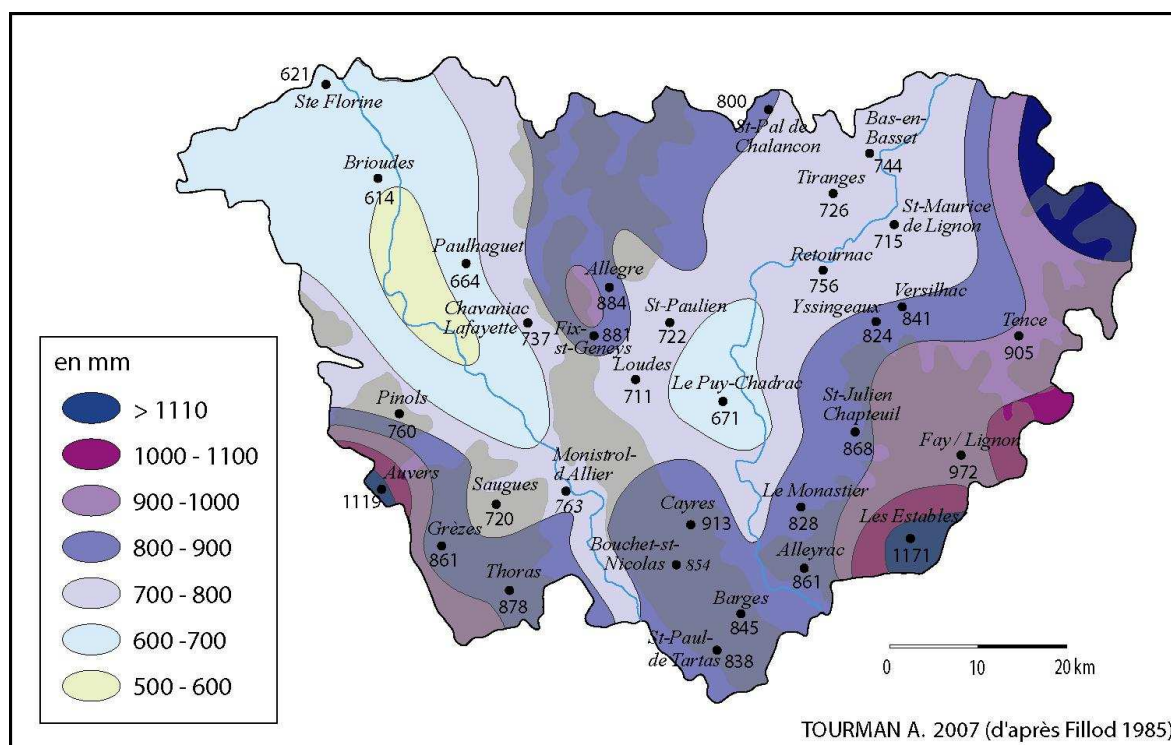 621
Ste Florine
Brioudes
614
Paulhaguet
664
Chavaniac
Lafayette
737
Allegre
884
Fix-
st-Geneys
881
St-Paulien
722
Loudes
711
Le Puy-Chadrac
671
800
St-Pal de
Chalancon
Bas-en-
Basset
744
Tiranges
726
St-Maurice
de Lignon
715
Retournac
756
Yssingeaux
824
Versilhac
841
Tence
905
St-Julien
Chapteuil
868
Fay / Lignon
972
Pinols
760
Auvers
1119
Saugues
720
Monistrol-
d Allier
763
Grèzes
861
Thoras
878
Cayres
913
Bouchet-st-
Nicolas
854
Le Monastier
828
Les Estables
1171
Alleyrac
861
Barges
845
St-Paul-
de Tartas
838
en mm
> 1110
1000 - 1100
900 -1000
800 - 900
700 - 800
600 -700
500 - 600
0 10 20 km
TOURMAN A. 2007 (d'après Fillod 1985)